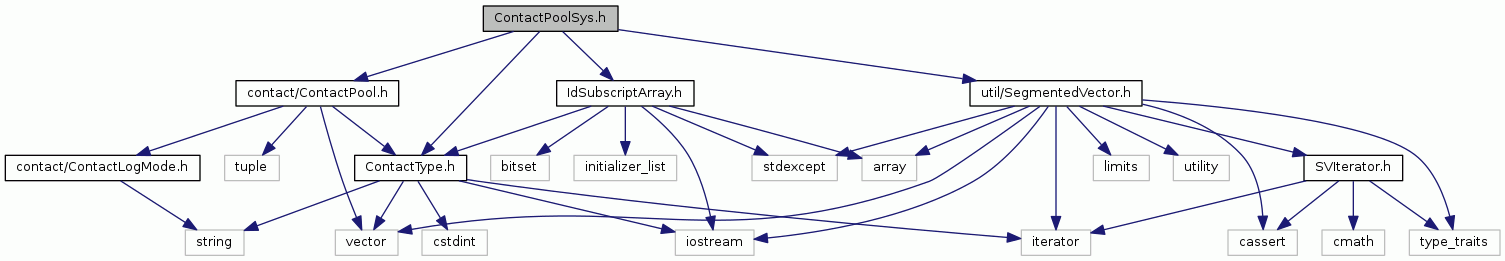 ContactPoolSys.h
contact/ContactPool.h
IdSubscriptArray.h
util/SegmentedVector.h
contact/ContactLogMode.h
tuple
ContactType.h
bitset
initializer_list
stdexcept
array
limits
utility
SVIterator.h
string
vector
cstdint
iostream
iterator
cassert
cmath
type_traits